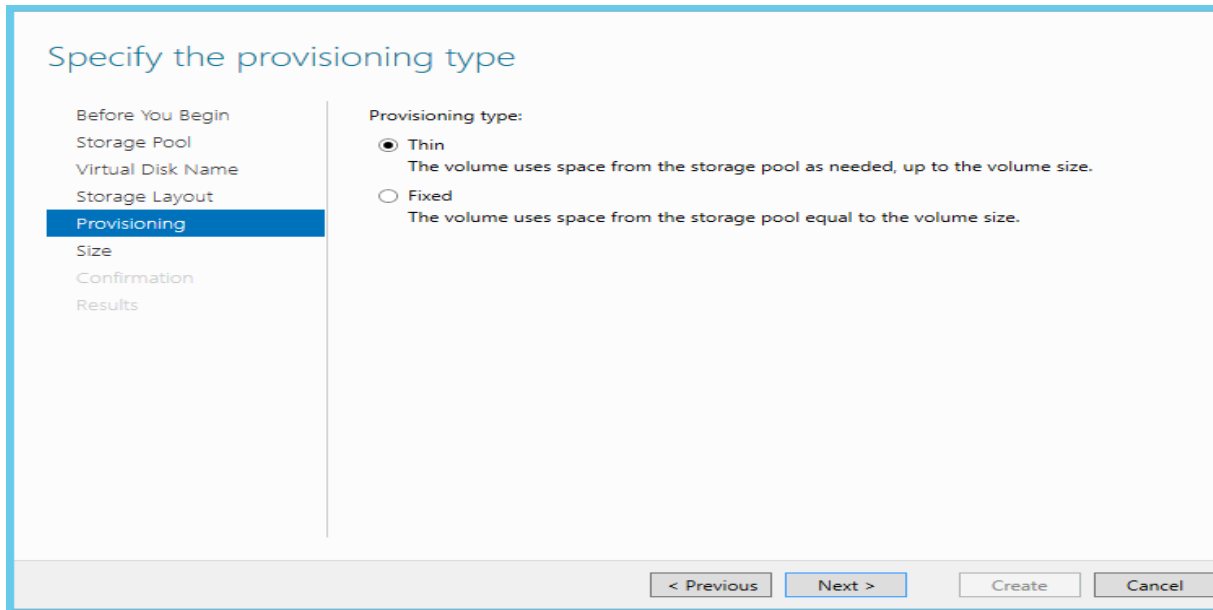 Specify the provisioning type
Before You Begin
Storage Pool
Virtual Disk Name
Storage Layout
Provisioning
Size
Confirmation
Results
Provisioning type:
Thin
The volume uses space from the storage pool as needed, up to the volume size.
Fixed
The volume uses space from the storage pool equal to the volume size.
< Previous
Next >
Create
Cancel